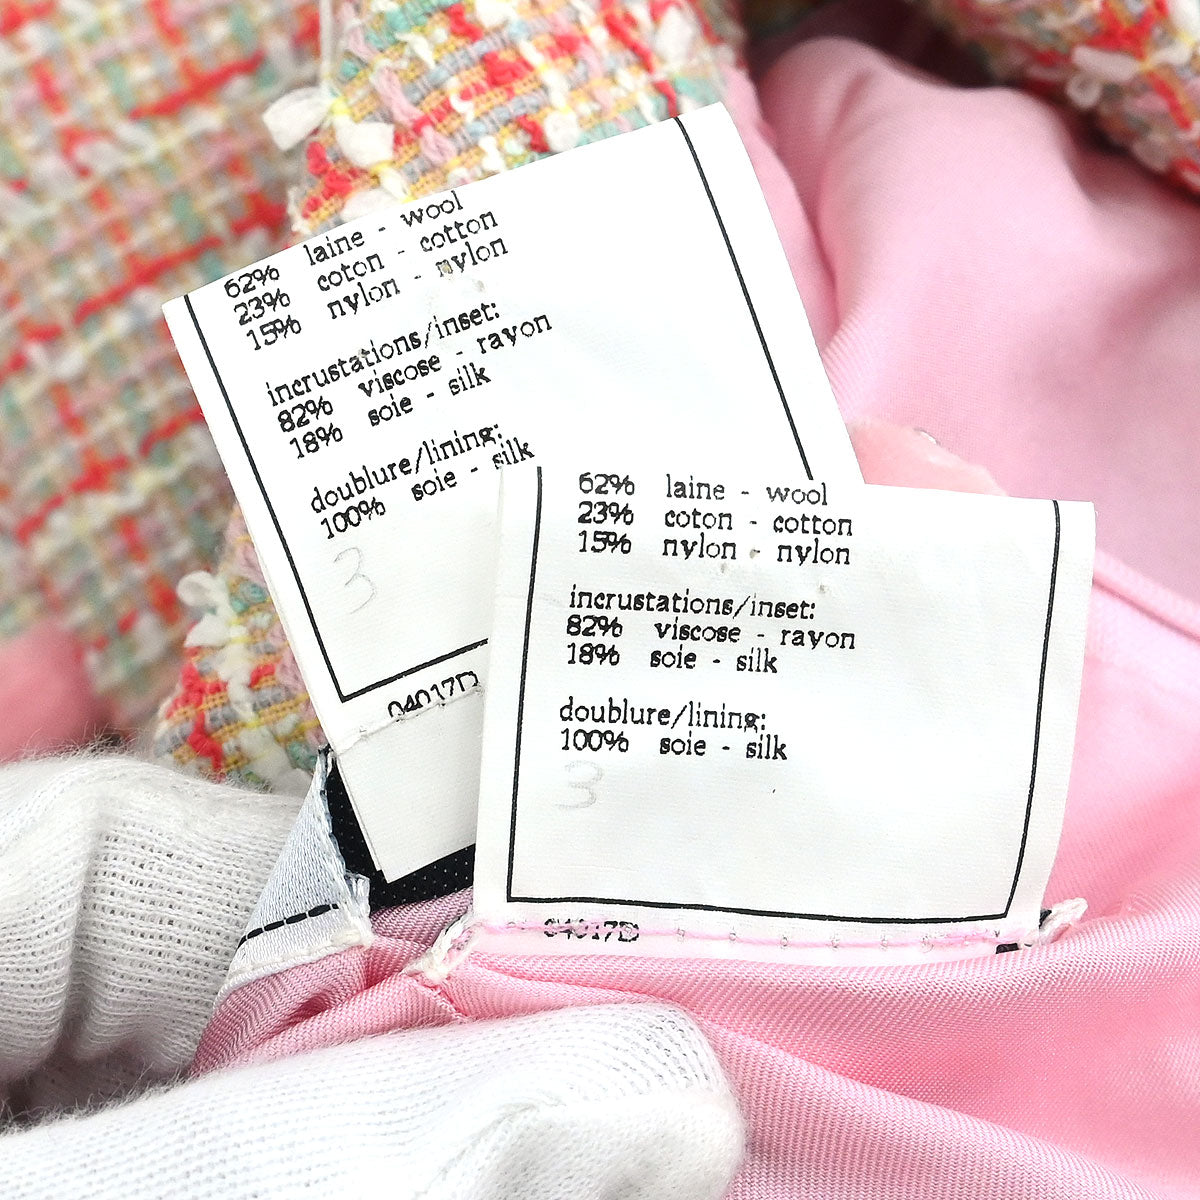 62% laine - wool
23% coton - cotton
15% nylon - nylon
incrustations/inset:
82% viscose - rayon
18% soie - silk
doublure/lining:
100% soie - silk
3
04017D
62% laine - wool
23% coton - cotton
15% nylon - nylon
incrustations/inset:
82% viscose - rayon
18% soie - silk
doublure/lining:
100% soie - silk
3
04017D